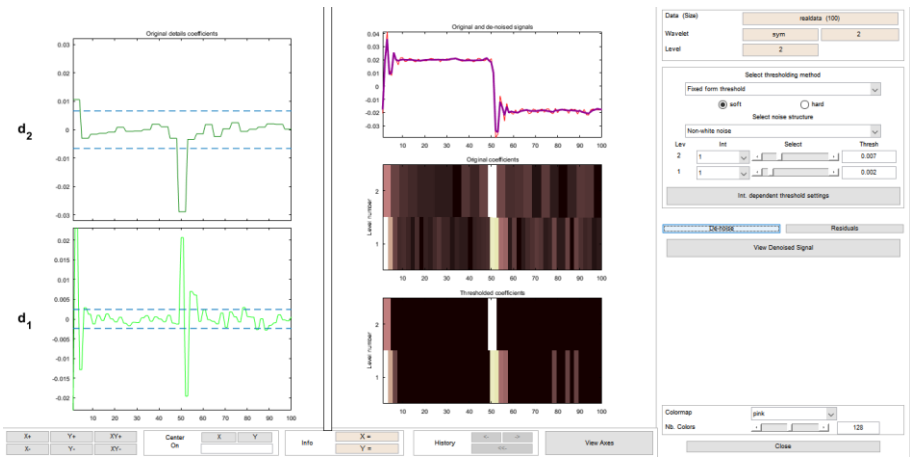 Original details coefficients
0.03
0.02
0.01
0
-0.01
-0.02
-0.03
d2
10 20 30 40 50 60 70 80 90 100
0.02
0.015
0.01
0.005
0
-0.005
-0.01
-0.015
-0.02
d1
10 20 30 40 50 60 70 80 90 100
Original and de-noised signals
0.04
0.03
0.02
0.01
0
-0.01
-0.02
-0.03
10 20 30 40 50 60 70 80 90 100
Original coefficients
Level number
2
1
10 20 30 40 50 60 70 80 90 100
Thresholded coefficients
Level number
2
1
10 20 30 40 50 60 70 80 90 100
Data (Size) realdata (100)
Wavelet sym 2
Level 2
Select thresholding method
Fixed form threshold
soft hard
Select noise structure
Non-white noise
Lev Int Select Thresh
2 1 0.007
1 1 0.002
Int. dependent threshold settings
De-noise Residuals
View Denoised Signal
Colormap pink
Nb. Colors 128
Close
X+ Y+ XY+
X- Y- XY-
Center On X Y
Info X =
Y =
History <- ->
<<-
View Axes